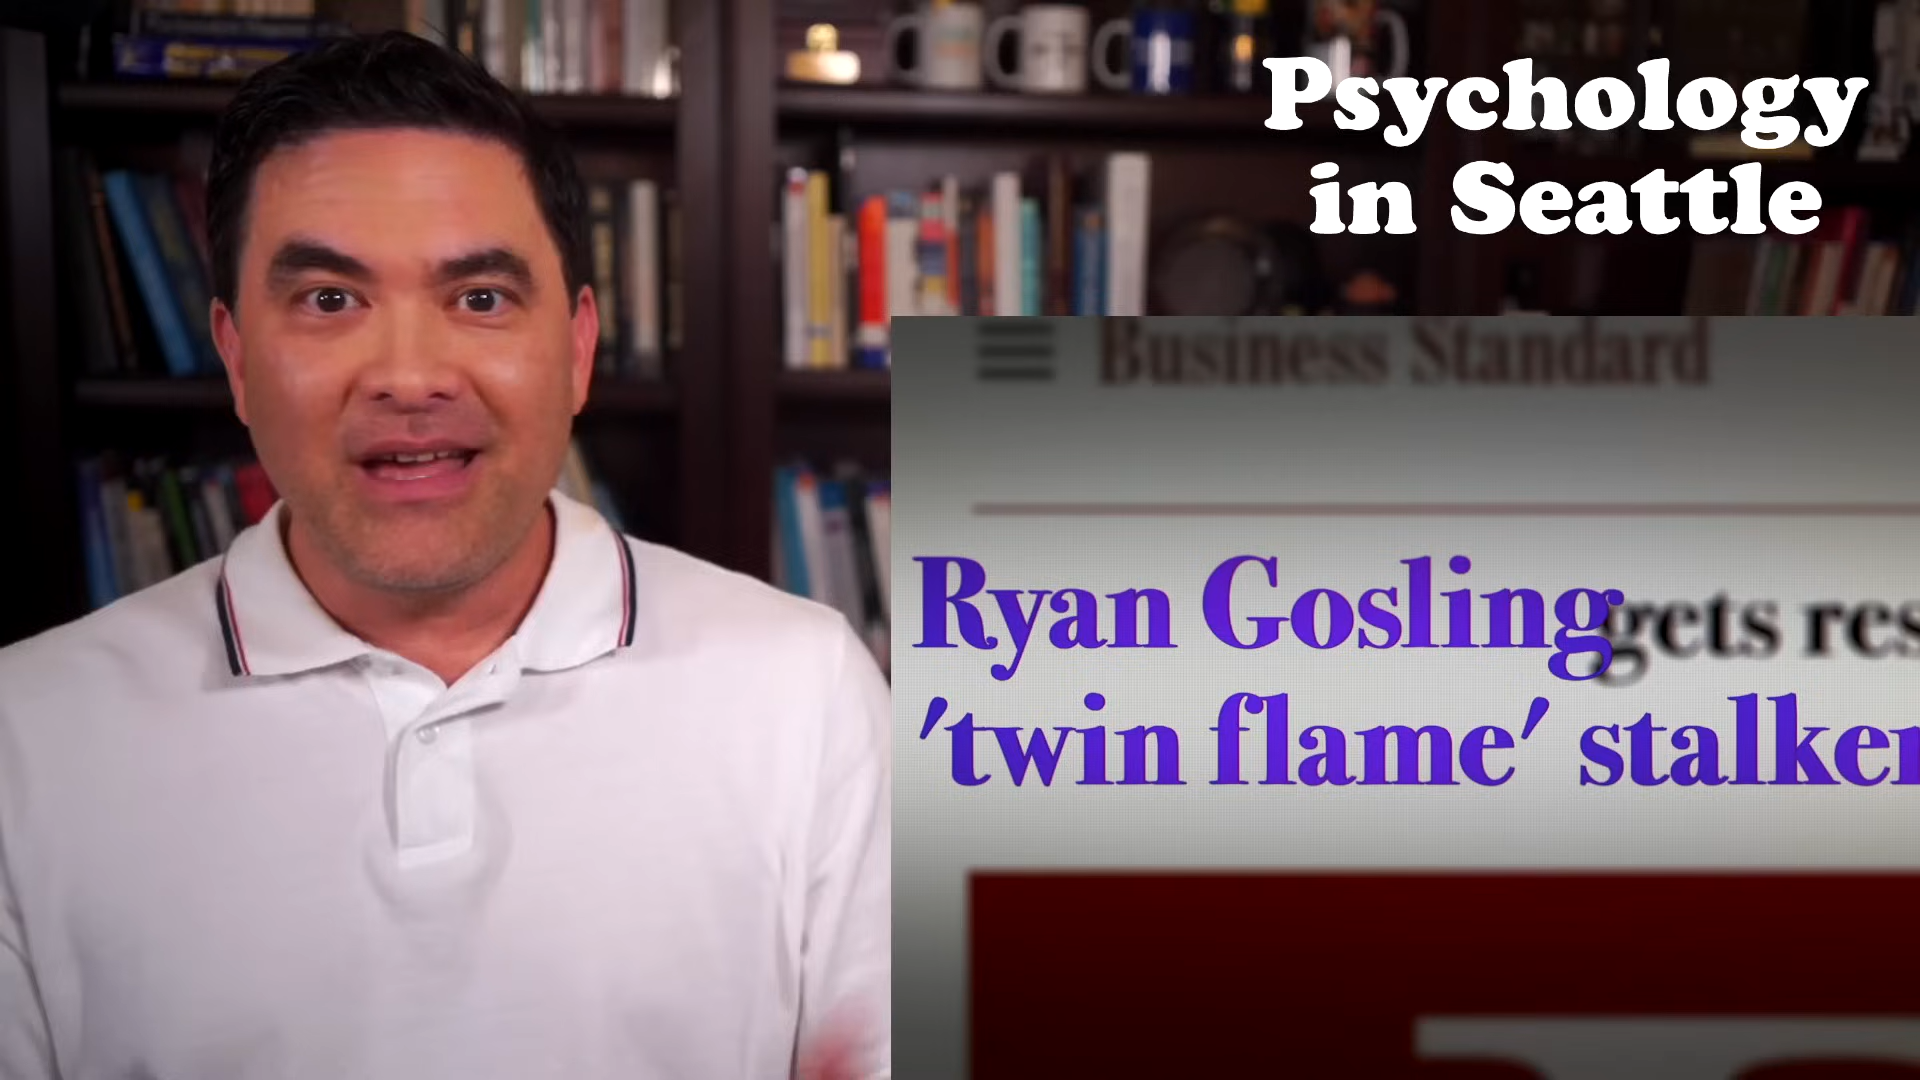 Psychology
in Seattle
Business Standard
Ryan Gosling gets res
'twin flame' stalker